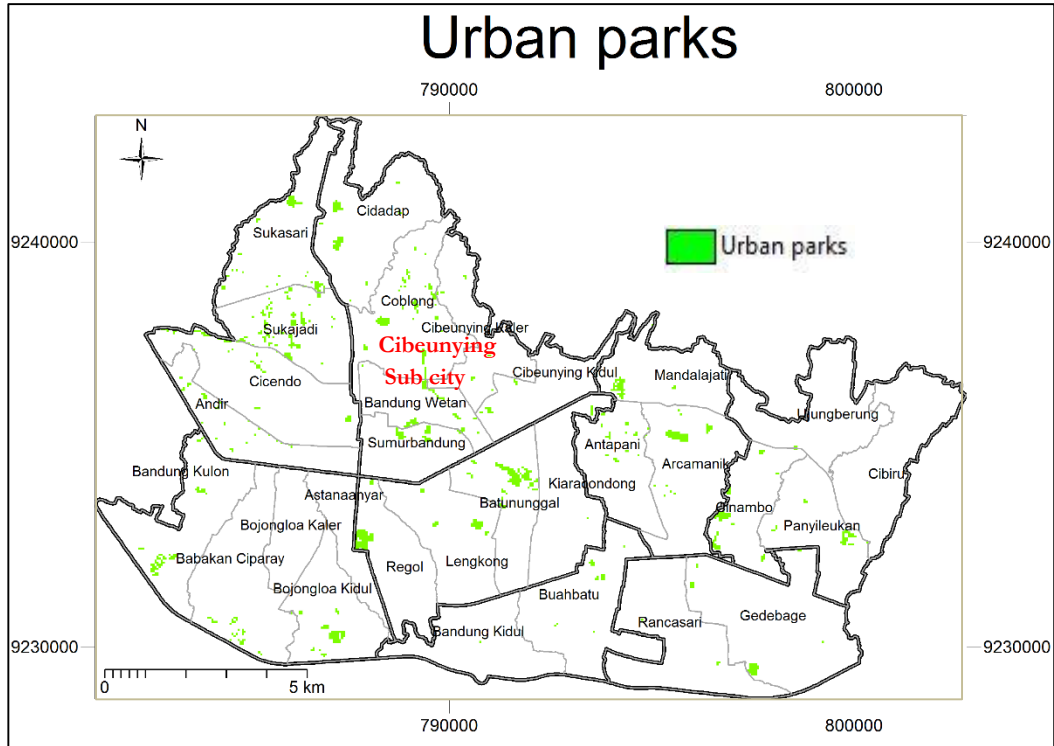 Urban parks
790000 800000
N
Cidadap
Sukasari
9240000 9240000
Urban parks
Coblong
Sukajadi
Cibeunying Kaler
Cibeunying
Sub city
Cibeunying Kidul
Mandalajati
Cicendo
Andir
Bandung Wetan
Ujungberung
Sumurbandung
Antapani
Arcamanik
Bandung Kulon
Cibiru
Kiaracondong
Astanaanyar
Batununggal
Cinambo
Bojongloa Kaler
Panyileukan
Babakan Ciparay
Regol
Lengkong
Bojongloa Kidul
Buahbatu
Gedebage
Rancasari
Bandung Kidul
9230000 9230000
0 5 km
790000 800000